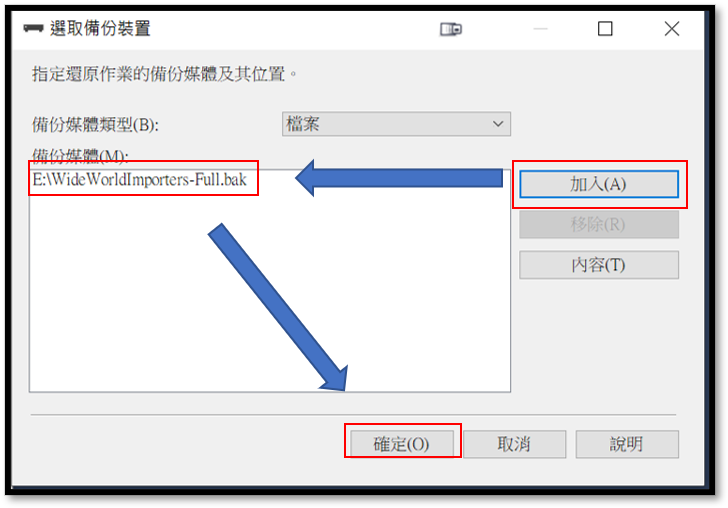 選取備份裝置
指定還原作業的備份媒體及其位置。
備份媒體類型(B):
檔案
備份媒體(M):
E:\WideWorldImporters-Full.bak
加入(A)
移除(R)
內容(T)
確定(O)
取消
說明